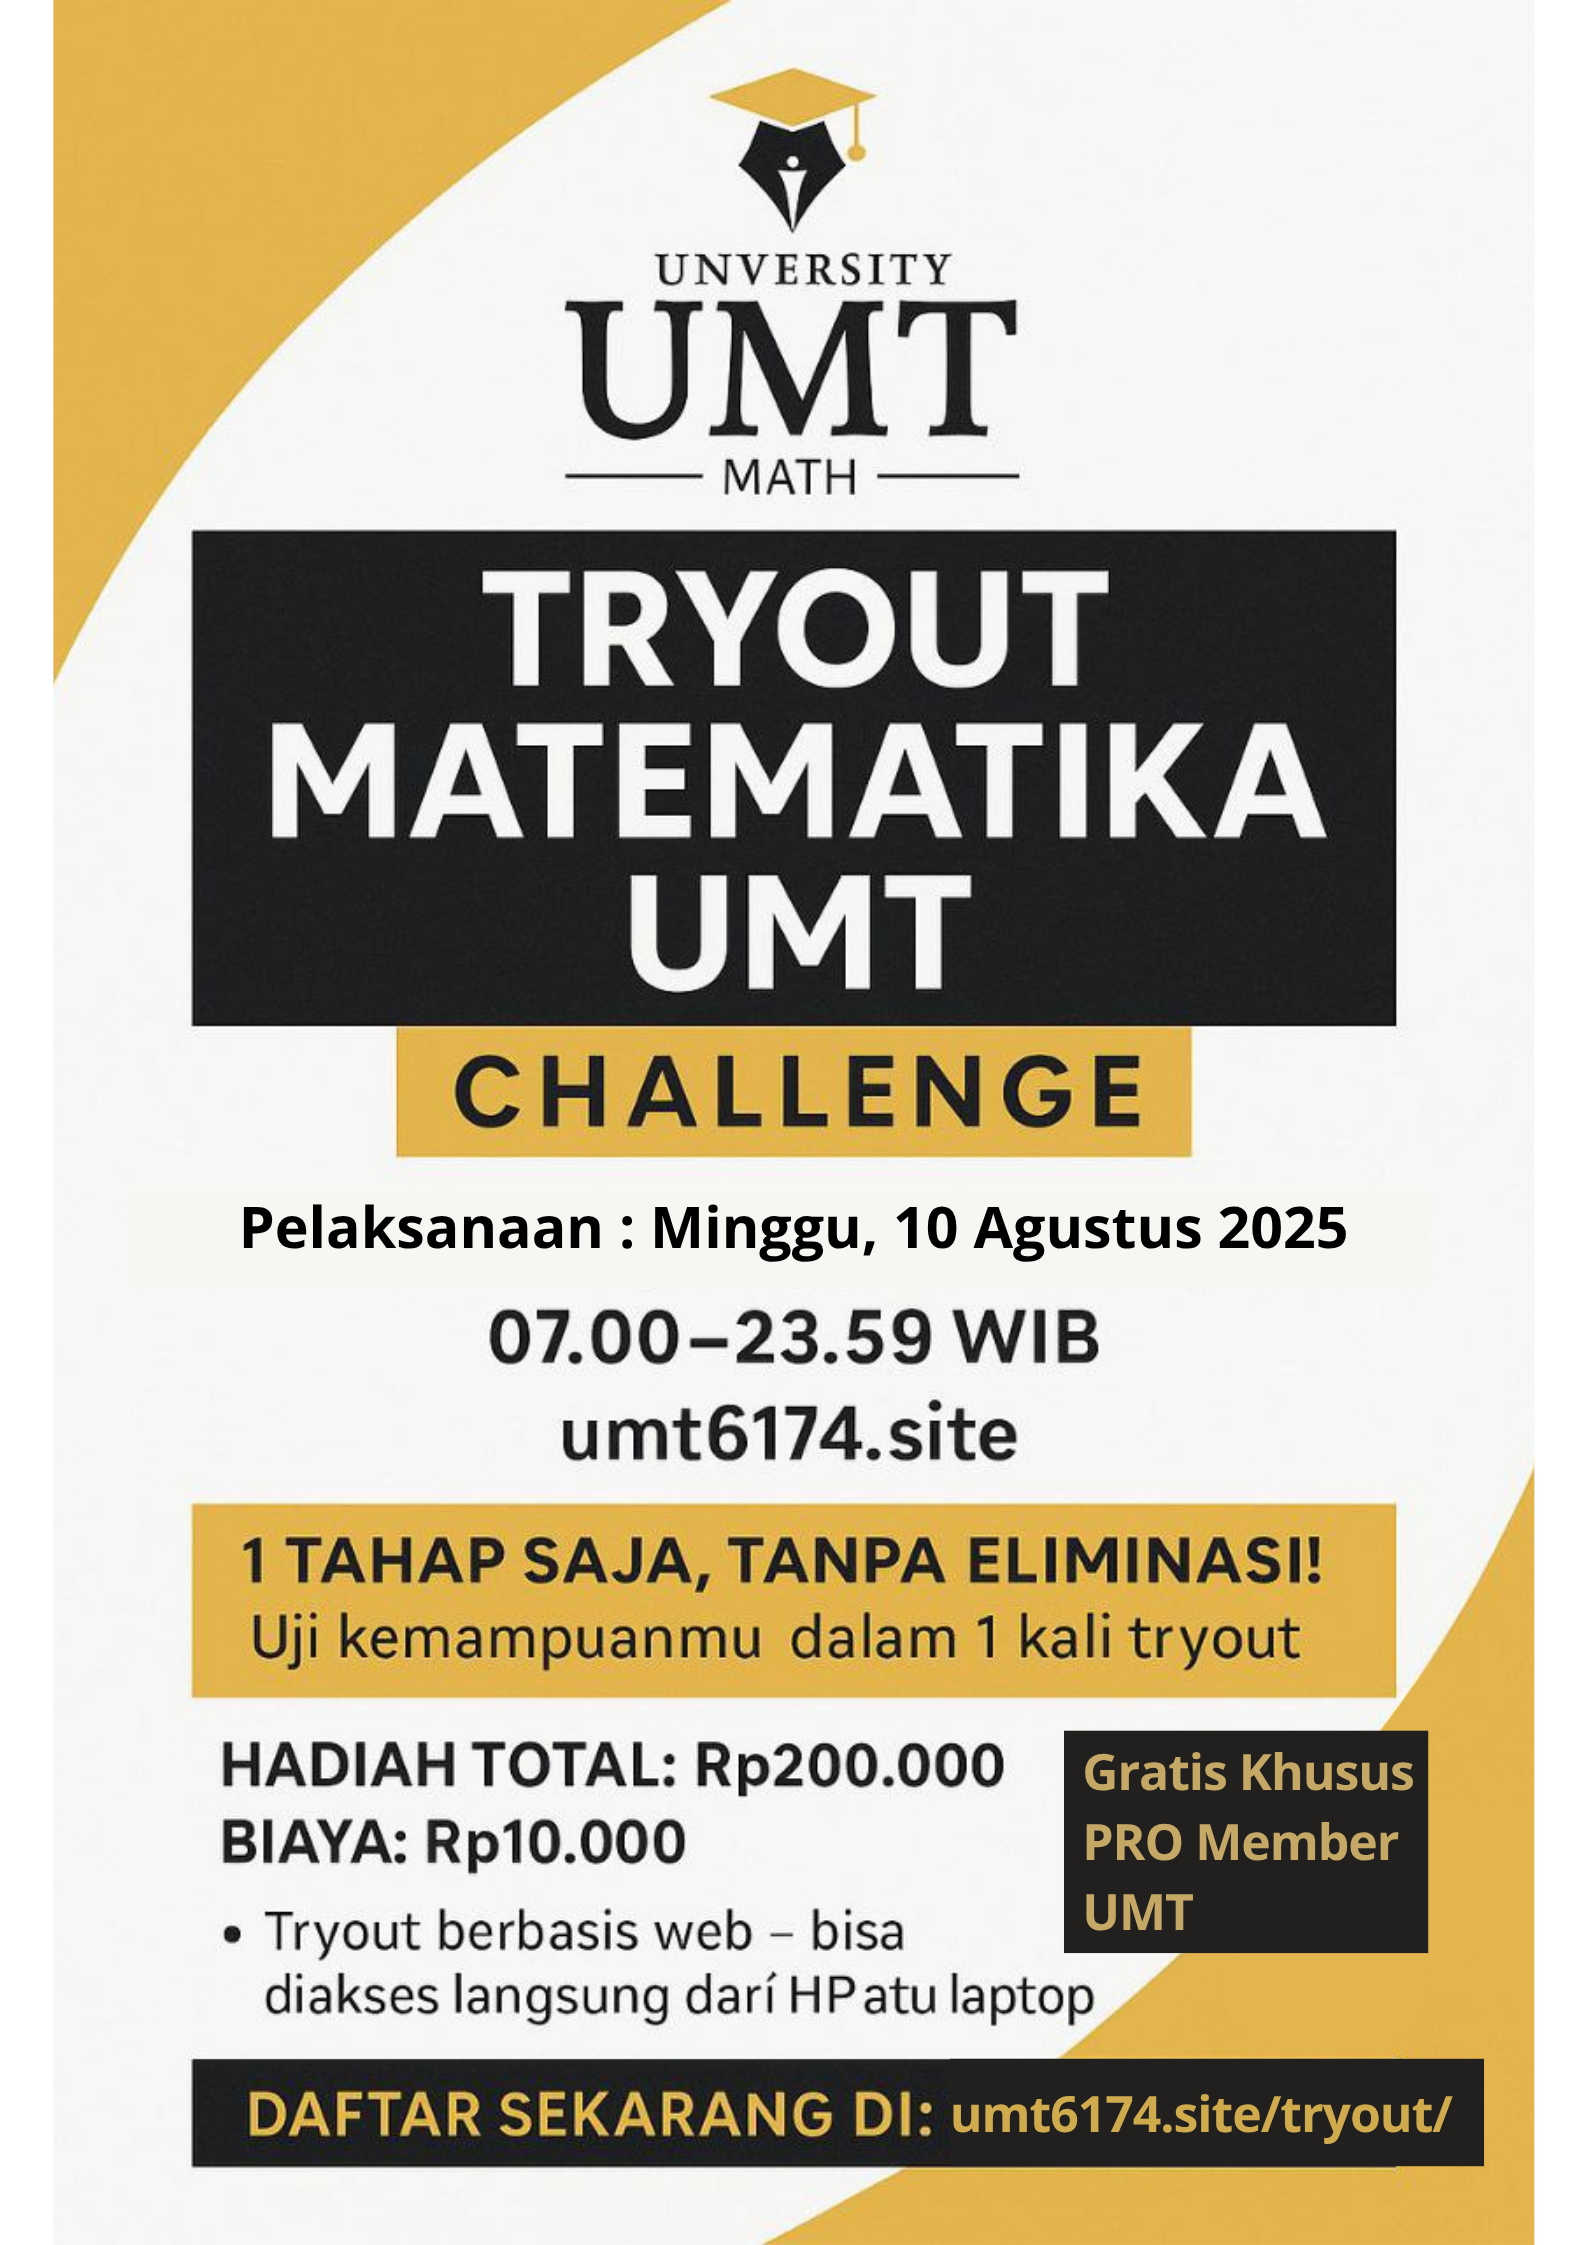 UNVERSITY
UMT
MATH
TRYOUT
MATEMATIKA
UMT
CHALLENGE
Pelaksanaan : Minggu, 10 Agustus 2025
07.00–23.59 WIB
umt6174.site
1 TAHAP SAJA, TANPA ELIMINASI!
Uji kemampuanmu dalam 1 kali tryout
HADIAH TOTAL: Rp200.000
BIAYA: Rp10.000
Gratis Khusus
PRO Member
UMT
• Tryout berbasis web – bisa
diakses langsung darí HP atu laptop
DAFTAR SEKARANG DI: umt6174.site/tryout/